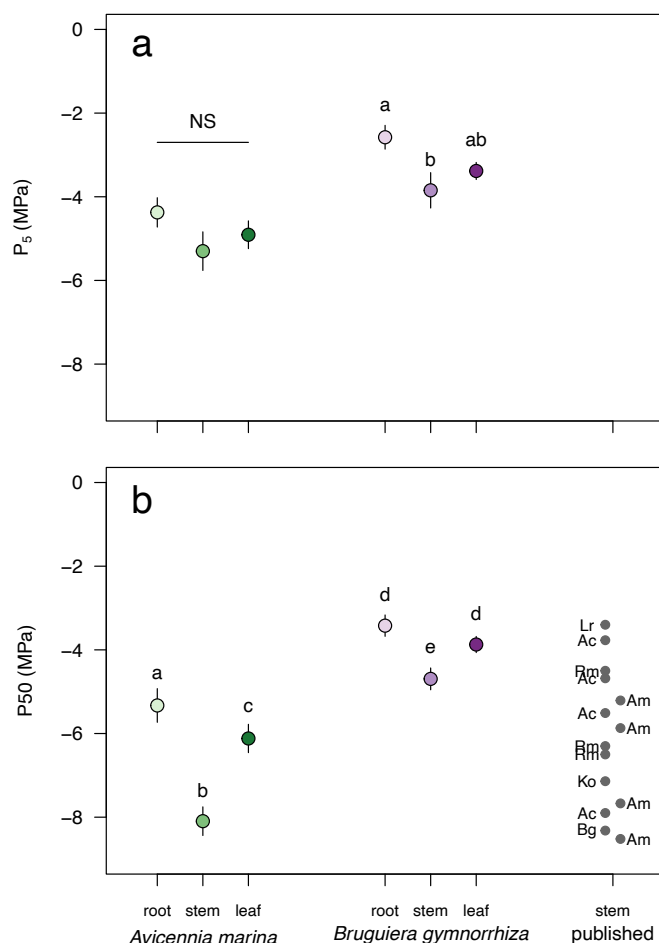 a
0
−2
−4
−6
−8
P5 (MPa)
NS
a
b
ab
b
0
−2
−4
−6
−8
P50 (MPa)
a
b
c
d
e
d
Lr
Ac
Rm
Ac
Am
Ac
Am
Rm
Rm
Ko
Am
Ac
Bg
Am
root stem leaf root stem leaf stem
Avicennia marina Bruguiera gymnorrhiza published